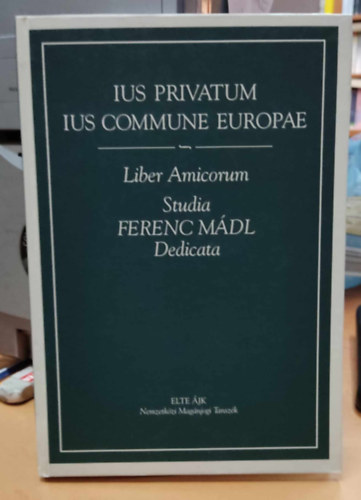 IUS PRIVATUM
IUS COMMUNE EUROPAE
Liber Amicorum
Studia
FERENC MÁDL
Dedicata
ELTE ÁJK
Nemzetközi Magánjogi Tanszék